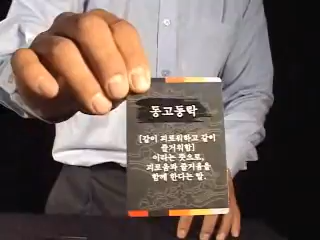 동고동락
[같이 괴로워하고 같이
즐거워함]
이라는 뜻으로,
괴로움과 즐거움을
함께 한다는 말.